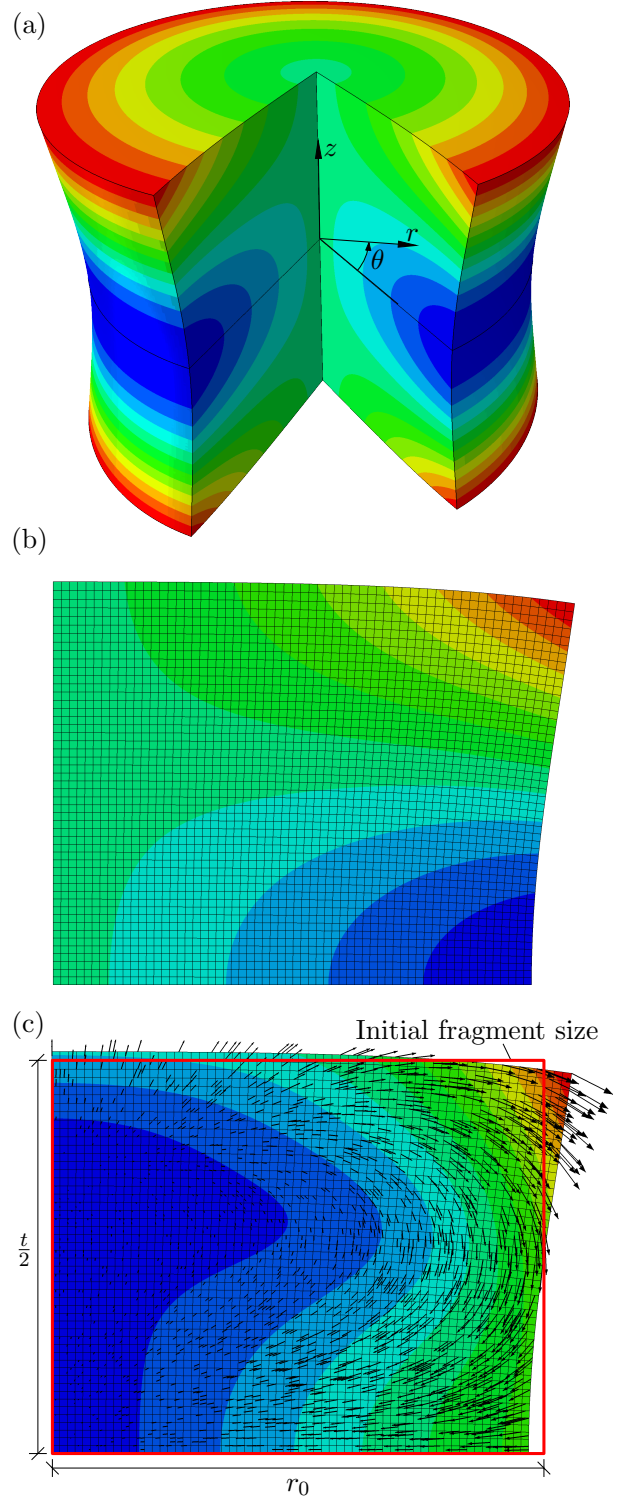 (a)
z
r
θ
(b)
(c)
Initial fragment size
t/2
r₀